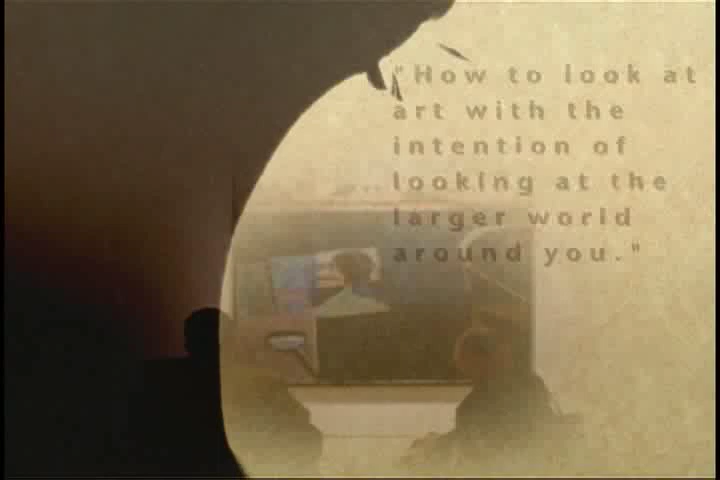 "How to look at
art with the
intention of
looking at the
larger world
around you."